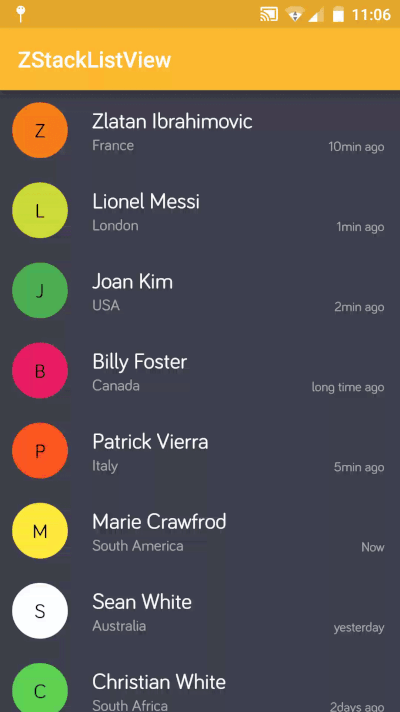 11:06
ZStackListView
Z
Zlatan Ibrahimovic
France
10min ago
L
Lionel Messi
London
1min ago
J
Joan Kim
USA
2min ago
B
Billy Foster
Canada
long time ago
P
Patrick Vierra
Italy
5min ago
M
Marie Crawfrod
South America
Now
S
Sean White
Australia
yesterday
C
Christian White
South Africa
2days ago